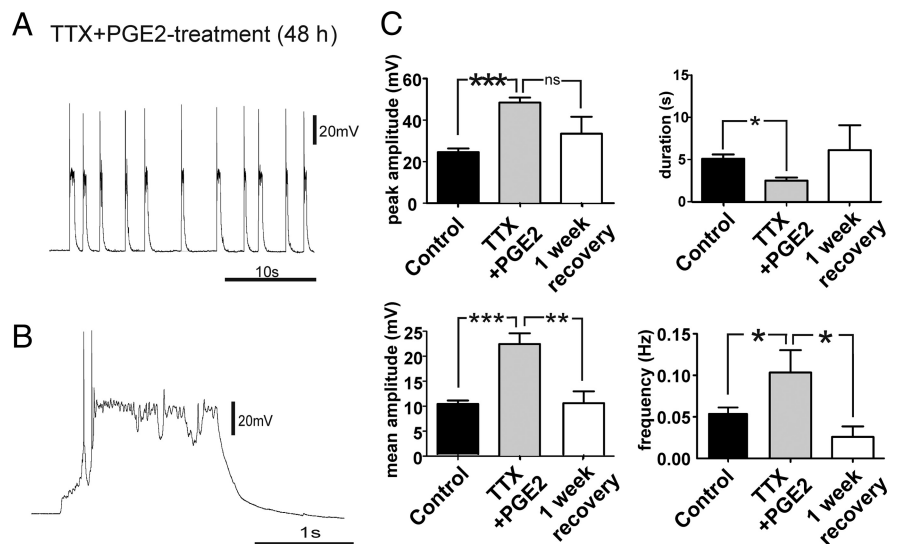 A
TTX+PGE2-treatment (48 h)
20mV
10s
B
20mV
1s
C
peak amplitude (mV)
60
40
20
0
***
ns
Control
TTX
+PGE2
1 week
recovery
duration (s)
15
10
5
0
*
Control
TTX
+PGE2
1 week
recovery
mean amplitude (mV)
25
20
15
10
5
0
***
**
Control
TTX
+PGE2
1 week
recovery
frequency (Hz)
0.15
0.10
0.05
0.00
*
*
Control
TTX
+PGE2
1 week
recovery